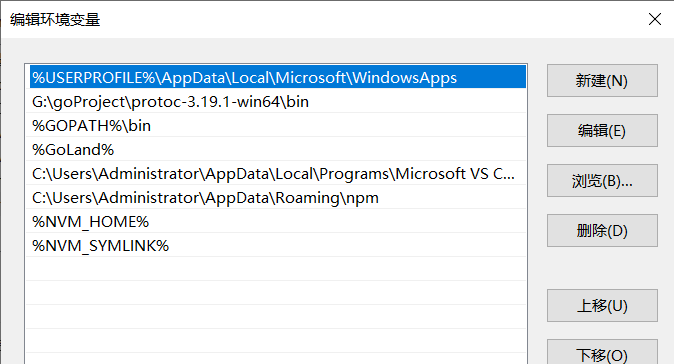 编辑环境变量
%USERPROFILE%\AppData\Local\Microsoft\WindowsApps
新建(N)
G:\goProject\protoc-3.19.1-win64\bin
%GOPATH%\bin
编辑(E)
%GoLand%
C:\Users\Administrator\AppData\Local\Programs\Microsoft VS C...
浏览(B)...
C:\Users\Administrator\AppData\Roaming\npm
%NVM_HOME%
删除(D)
%NVM_SYMLINK%
上移(U)
下移(O)